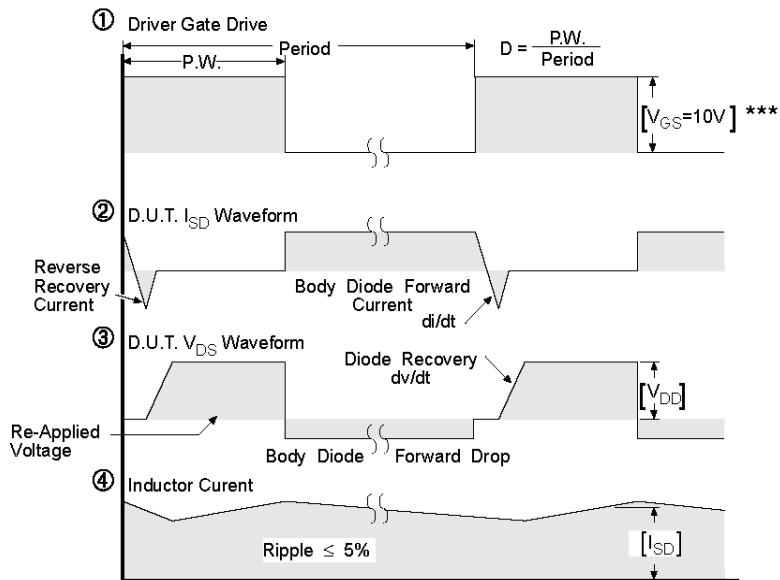 ① Driver Gate Drive
Period
P.W.
D = P.W. / Period
[V_GS=10V] ***
② D.U.T. I_SD Waveform
Reverse
Recovery
Current
Body Diode Forward
Current
di/dt
③ D.U.T. V_DS Waveform
Diode Recovery
dv/dt
[V_DD]
Re-Applied
Voltage
Body Diode Forward Drop
④ Inductor Curent
Ripple ≤ 5%
[I_SD]